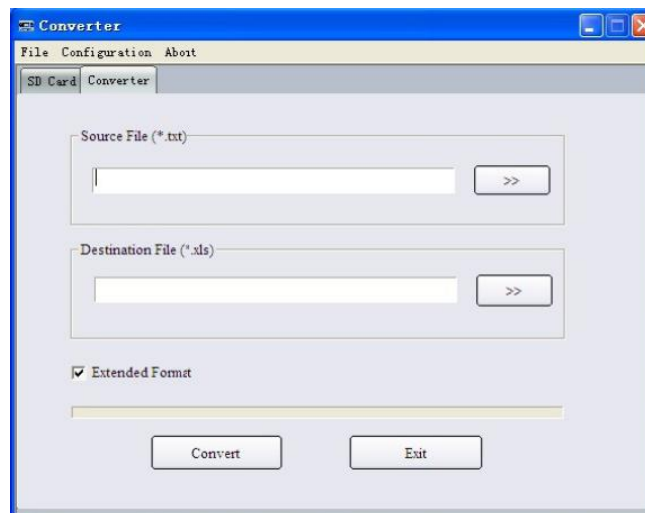 Converter
File Configuration About
SD Card Converter
Source File (*.txt)
>>
Destination File (*.xls)
>>
Extended Format
Convert Exit